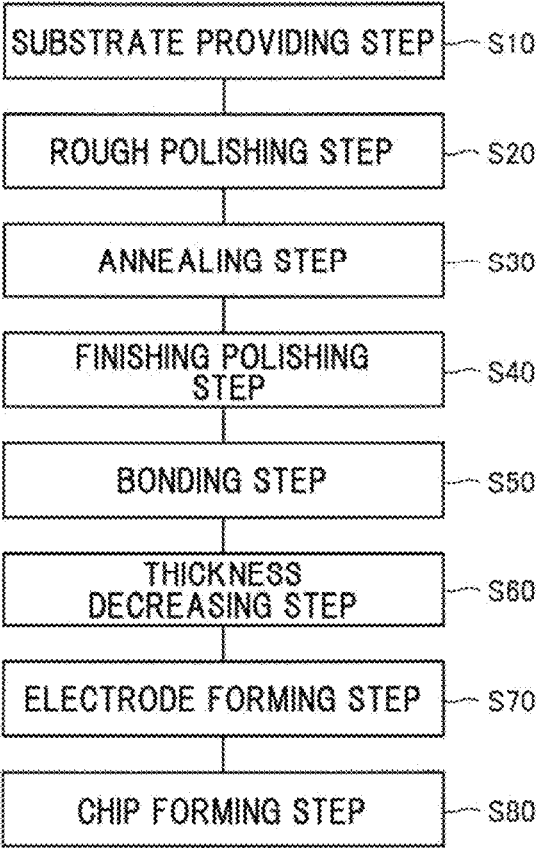 SUBSTRATE PROVIDING STEP S10
ROUGH POLISHING STEP S20
ANNEALING STEP S30
FINISHING POLISHING
STEP S40
BONDING STEP S50
THICKNESS
DECREASING STEP S60
ELECTRODE FORMING STEP S70
CHIP FORMING STEP S80